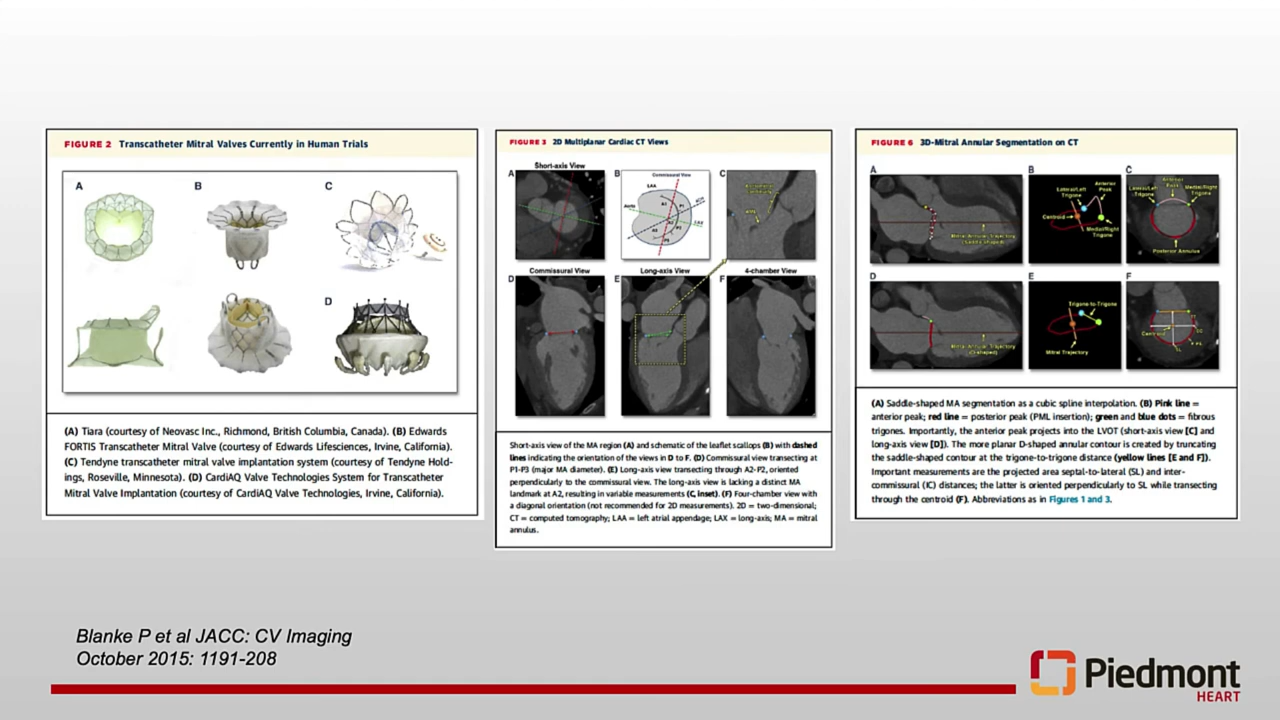 FIGURE 2 Transcatheter Mitral Valves Currently in Human Trials
A
B
C
D
(A) Tiara (courtesy of Neovasc Inc., Richmond, British Columbia, Canada). (B) Edwards
FORTIS Transcatheter Mitral Valve (courtesy of Edwards Lifesciences, Irvine, California).
(C) Tendyne transcatheter mitral valve implantation system (courtesy of Tendyne Hold-
ings, Roseville, Minnesota). (D) CardiAQ Valve Technologies System for Transcatheter
Mitral Valve Implantation (courtesy of CardiAQ Valve Technologies, Irvine, California).
FIGURE 3 2D Multiplanar Cardiac CT Views
Short-axis View
A
B
C
Commissural View
LAA
Aorta
A2
P1
P2
LAX
D
Commissural View
E
Long-axis View
F
4-chamber View
Short-axis view of the MA region (A) and schematic of the leaflet scallops (B) with dashed
lines indicating the orientation of the views in D to F. (D) Commissural view transecting at
P1-P3 (major MA diameter). (E) Long-axis view transecting through A2-P2, oriented
perpendicularly to the commissural view. The long-axis view is lacking a distinct MA
landmark at A2, resulting in variable measurements (C, inset). (F) Four-chamber view with
a diagonal orientation (not recommended for 2D measurements). 2D = two-dimensional;
CT = computed tomography; LAA = left atrial appendage; LAX = long-axis; MA = mitral
annulus.
FIGURE 6 3D-Mitral Annular Segmentation on CT
A
Mitral Annular Trajectory
(Saddle-shaped)
B
Lateral/Left
Trigone
Anterior
Peak
Centroid
Medial/Right
Trigone
C
Anterior
Peak
Lateral/Left
Trigone
Medial/Right
Trigone
Posterior Annulus
D
Mitral Annular Trajectory
(D-shaped)
E
Trigone-to-Trigone
Mitral Trajectory
F
Centroid
(A) Saddle-shaped MA segmentation as a cubic spline interpolation. (B) Pink line =
anterior peak; red line = posterior peak (PML insertion); green and blue dots = fibrous
trigones. Importantly, the anterior peak projects into the LVOT (short-axis view [C] and
long-axis view [D]). The more planar D-shaped annular contour is created by truncating
the saddle-shaped contour at the trigone-to-trigone distance (yellow lines [E and F]).
Important measurements are the projected area septal-to-lateral (SL) and inter-
commissural (IC) distances; the latter is oriented perpendicularly to SL while transecting
through the centroid (F). Abbreviations as in Figures 1 and 3.
Blanke P et al JACC: CV Imaging
October 2015: 1191-208
Piedmont
HEART